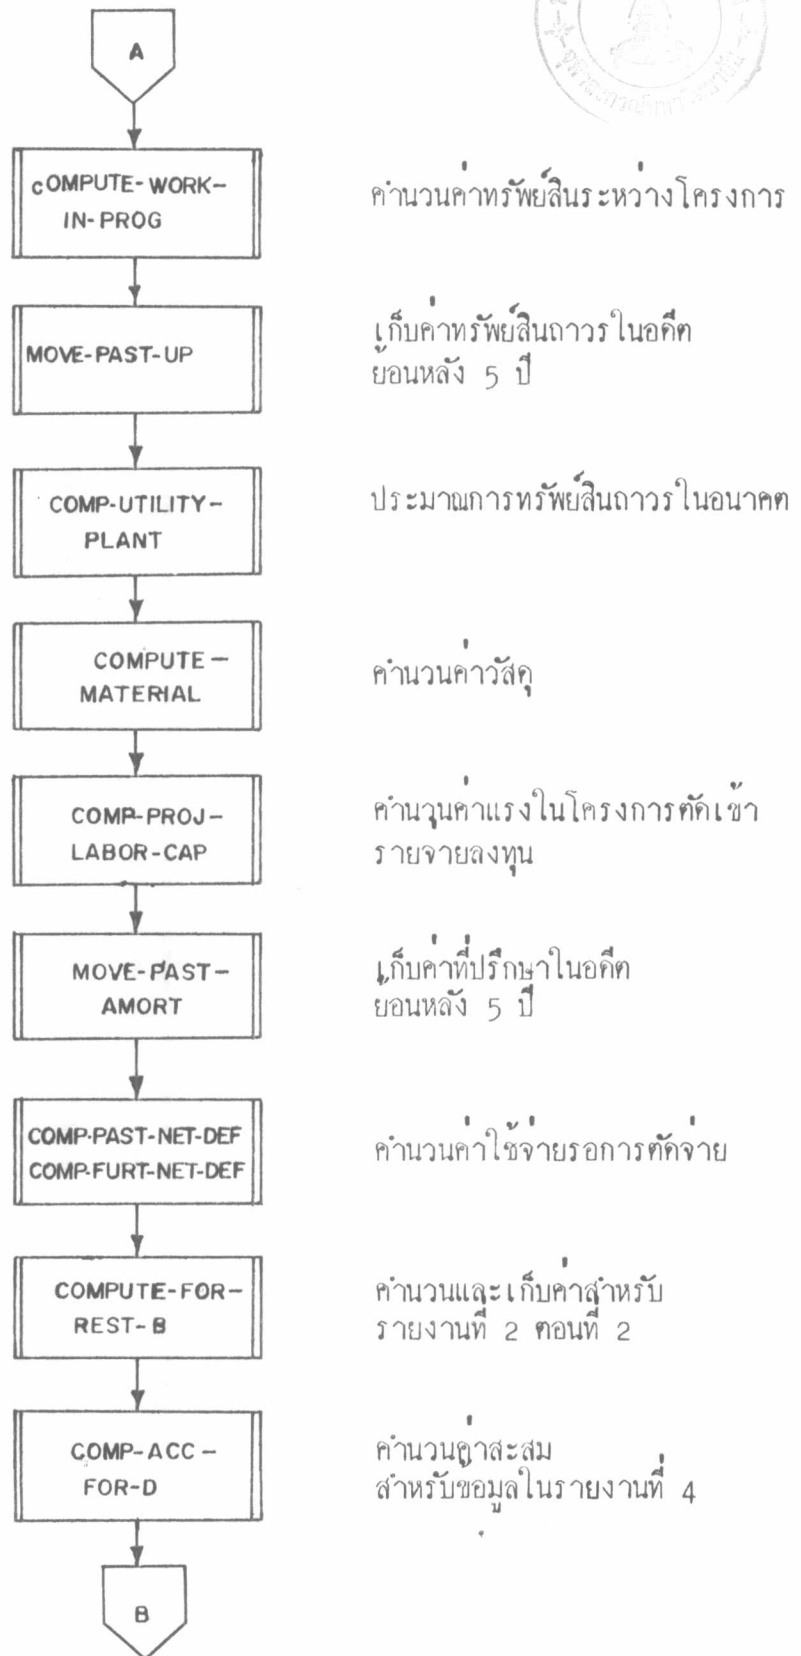 A
cOMPUTE-WORK-
IN-PROG
คำนวนค่าทรัพย์สินระหว่างโครงการ
MOVE-PAST-UP
เก็บค่าทรัพย์สินถาวรในอดีต
ย้อนหลัง 5 ปี
COMP-UTILITY-
PLANT
ประมาณการทรัพย์สินถาวรในอนาคต
COMPUTE-
MATERIAL
คำนวนค่าวัสดุ
COMP-PROJ-
LABOR-CAP
คำนวนค่าแรงในโครงการตัดเข้า
รายจ่ายลงทุน
MOVE-PAST-
AMORT
เก็บค่าที่ปรึกษาในอดีต
ย้อนหลัง 5 ปี
COMP-PAST-NET-DEF
COMP-FURT-NET-DEF
คำนวนค่าใช้จ่ายรอการตัดจ่าย
COMPUTE-FOR-
REST-B
คำนวนและเก็บค่าสำหรับ
รายงานที่ 2 ตอนที่ 2
COMP-ACC-
FOR-D
คำนวนค่าสะสม
สำหรับข้อมูลในรายงานที่ 4
B